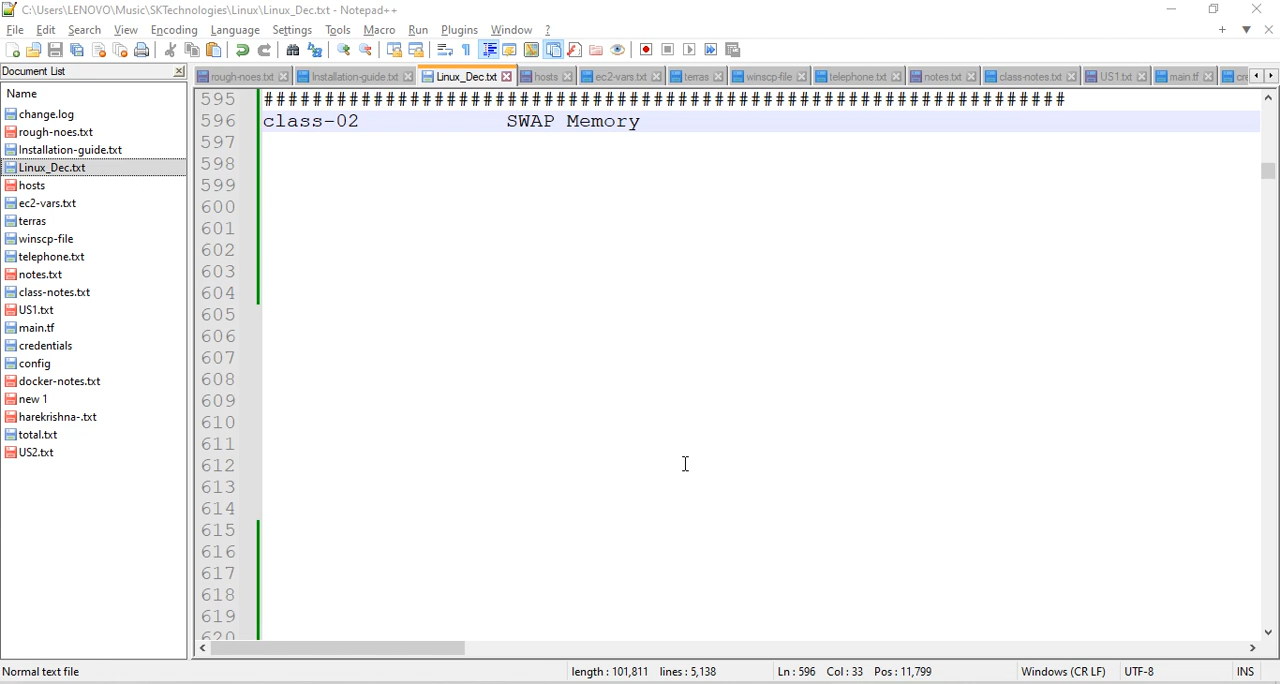 C:\Users\LENOVO\Music\SKTechnologies\Linux\Linux_Dec.txt - Notepad++
File Edit Search View Encoding Language Settings Tools Macro Run Plugins Window ?
Document List
rough-noes.txt Installation-guide.txt Linux_Dec.txt hosts ec2-vars.txt terras winscp-file telephone.txt notes.txt class-notes.txt US1.txt main.tf cre
Name
change.log
rough-noes.txt
Installation-guide.txt
Linux_Dec.txt
hosts
ec2-vars.txt
terras
winscp-file
telephone.txt
notes.txt
class-notes.txt
US1.txt
main.tf
credentials
config
docker-notes.txt
new 1
harekrishna-.txt
total.txt
US2.txt
595 ##################################################################
596 class-02 SWAP Memory
597
598
599
600
601
602
603
604
605
606
607
608
609
610
611
612
613
614
615
616
617
618
619
620
Normal text file length : 101,811 lines : 5,138 Ln : 596 Col : 33 Pos : 11,799 Windows (CR LF) UTF-8 INS